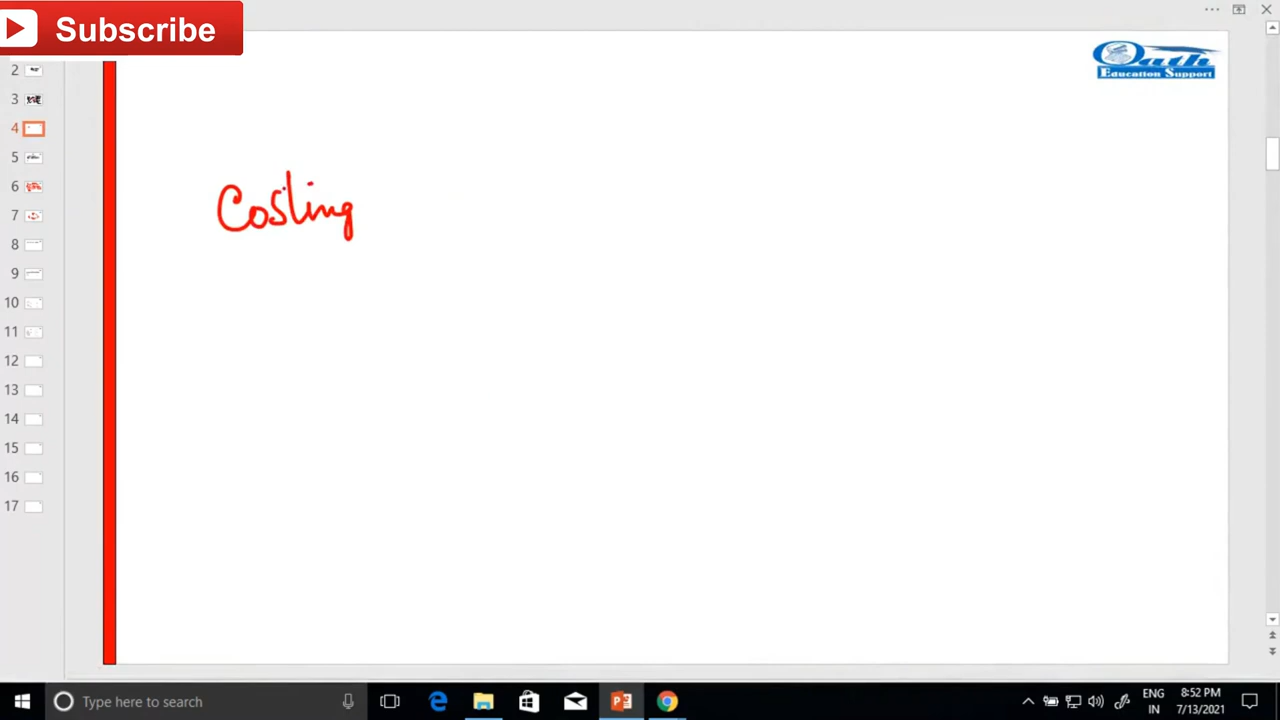 Subscribe
Oath
Education Support
2
3
4
5
6
7
8
9
10
11
12
13
14
15
16
17
Costing
Type here to search
ENG
IN
8:52 PM
7/13/2021